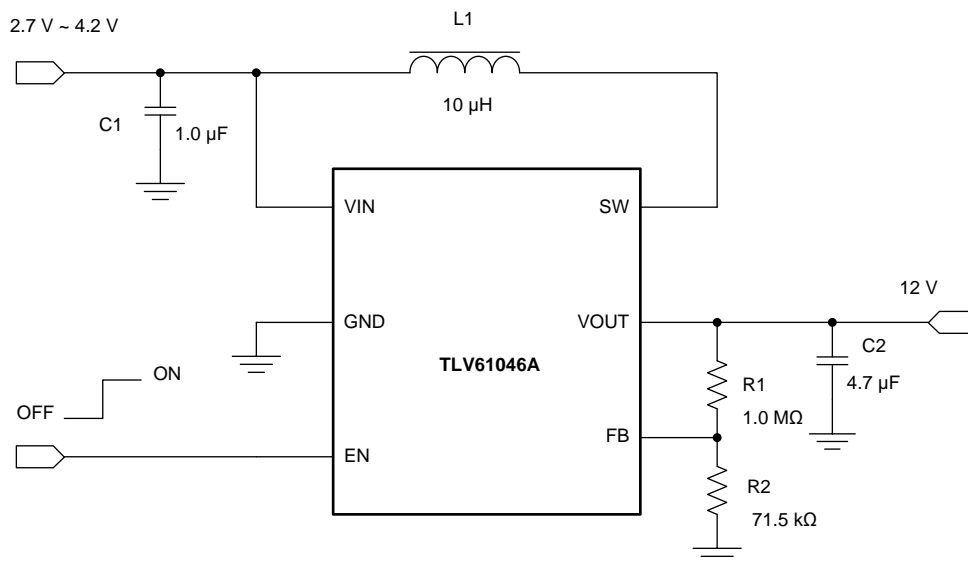 2.7 V ~ 4.2 V
L1
10 µH
C1
1.0 µF
VIN
SW
12 V
GND
VOUT
TLV61046A
C2
4.7 µF
ON
OFF
R1
1.0 MΩ
FB
EN
R2
71.5 kΩ